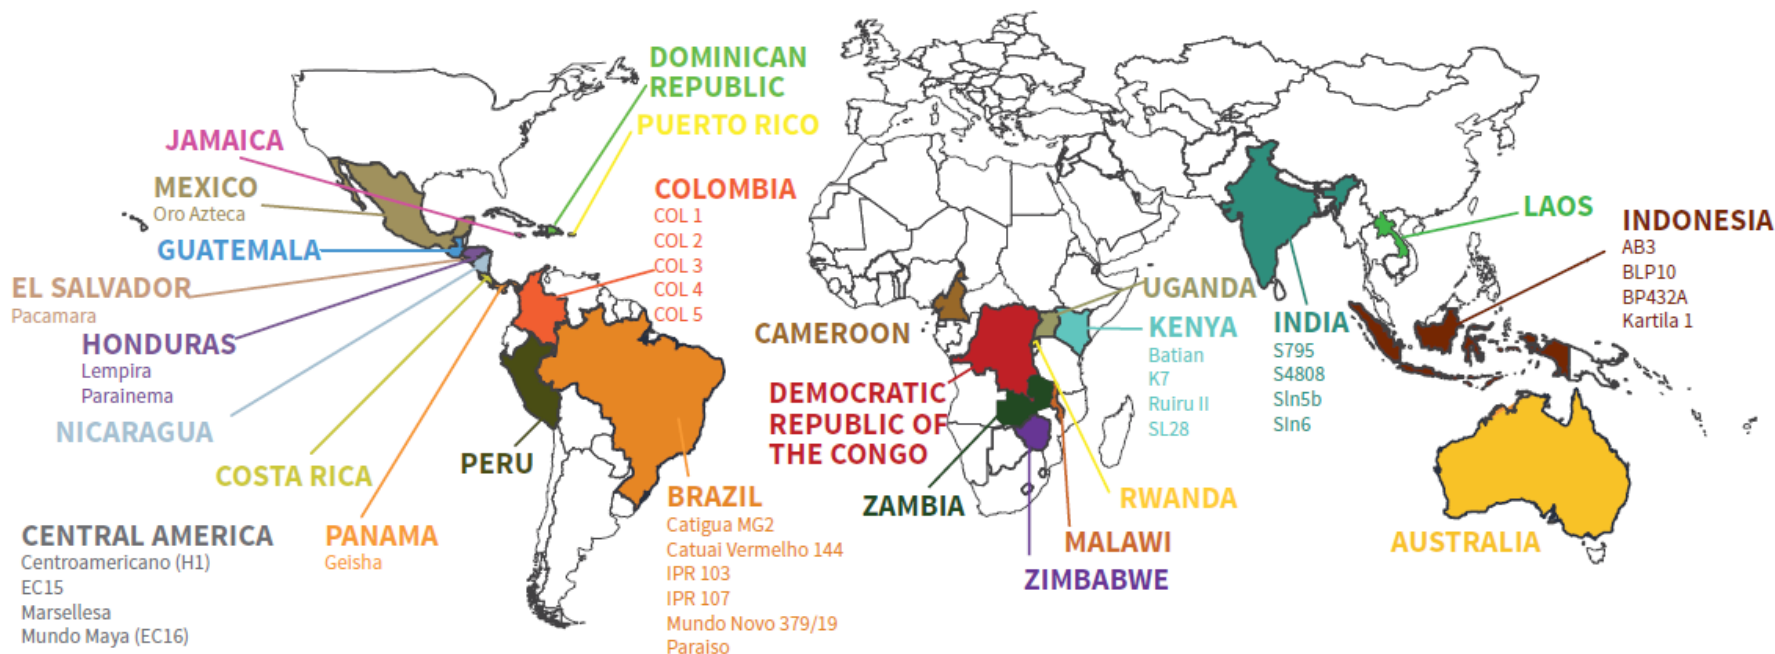 DOMINICAN
REPUBLIC
PUERTO RICO
JAMAICA
MEXICO
Oro Azteca
GUATEMALA
EL SALVADOR
Pacamara
HONDURAS
Lempira
Parainema
NICARAGUA
COSTA RICA
CENTRAL AMERICA
Centroamericano (H1)
EC15
Marsellesa
Mundo Maya (EC16)
PANAMA
Geisha
COLOMBIA
COL 1
COL 2
COL 3
COL 4
COL 5
PERU
BRAZIL
Catigua MG2
Catuai Vermelho 144
IPR 103
IPR 107
Mundo Novo 379/19
Paraiso
CAMEROON
DEMOCRATIC
REPUBLIC OF
THE CONGO
ZAMBIA
UGANDA
KENYA
Batian
K7
Ruiru II
SL28
RWANDA
MALAWI
ZIMBABWE
INDIA
S795
S4808
Sln5b
Sln6
LAOS
INDONESIA
AB3
BLP10
BP432A
Kartila 1
AUSTRALIA